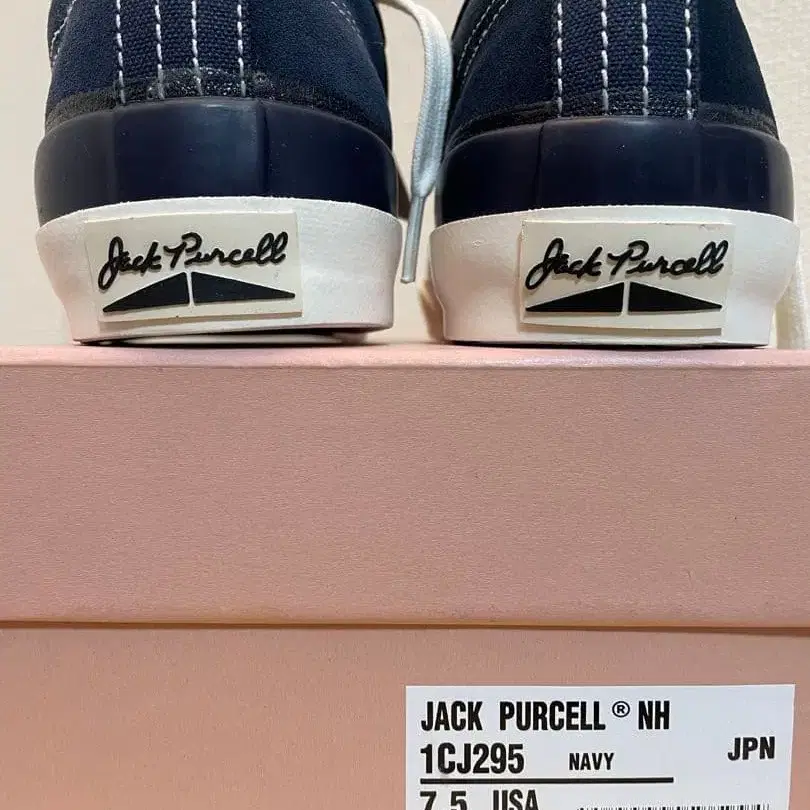 Jack Purcell
Jack Purcell
JACK PURCELL® NH
1CJ295 NAVY JPN
7.5 USA